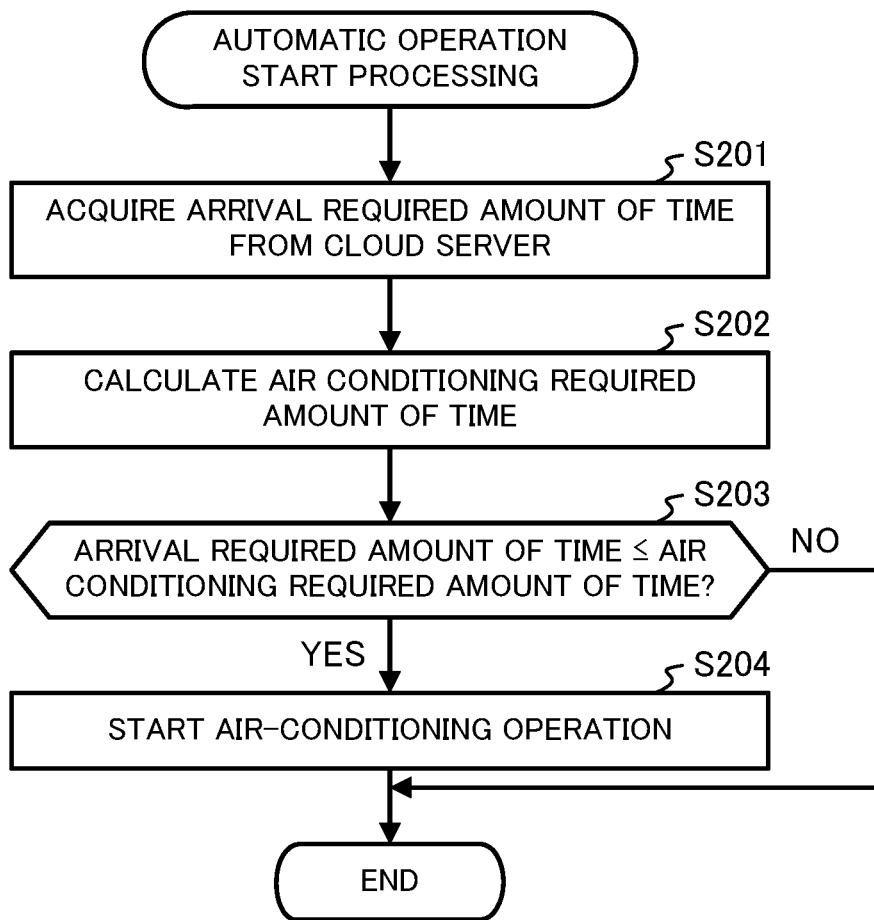 AUTOMATIC OPERATION
START PROCESSING
S201
ACQUIRE ARRIVAL REQUIRED AMOUNT OF TIME
FROM CLOUD SERVER
S202
CALCULATE AIR CONDITIONING REQUIRED
AMOUNT OF TIME
S203
ARRIVAL REQUIRED AMOUNT OF TIME ≤ AIR
CONDITIONING REQUIRED AMOUNT OF TIME?
NO
YES
S204
START AIR-CONDITIONING OPERATION
END